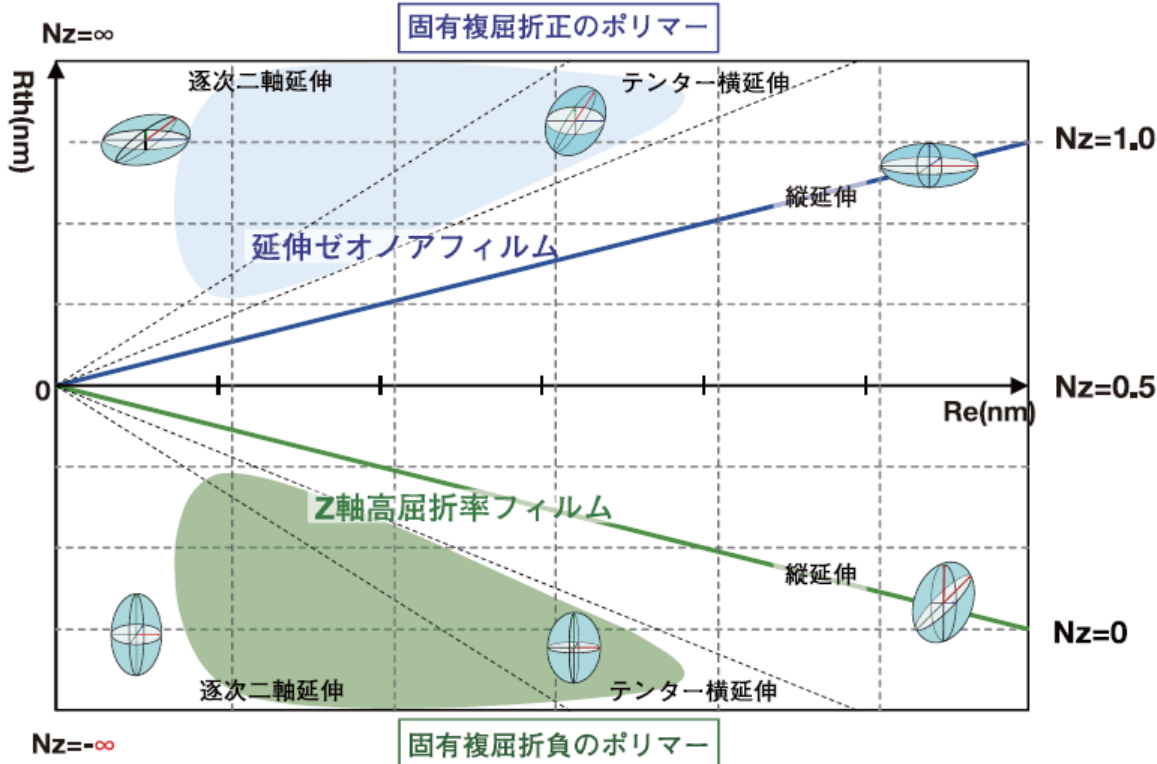 固有複屈折正のポリマー
Nz=∞
逐次二軸延伸
テンター横延伸
Rth(nm)
Nz=1.0
縦延伸
延伸ゼオノアフィルム
0
Nz=0.5
Re(nm)
Z軸高屈折率フィルム
縦延伸
Nz=0
逐次二軸延伸
テンター横延伸
Nz=-∞
固有複屈折負のポリマー